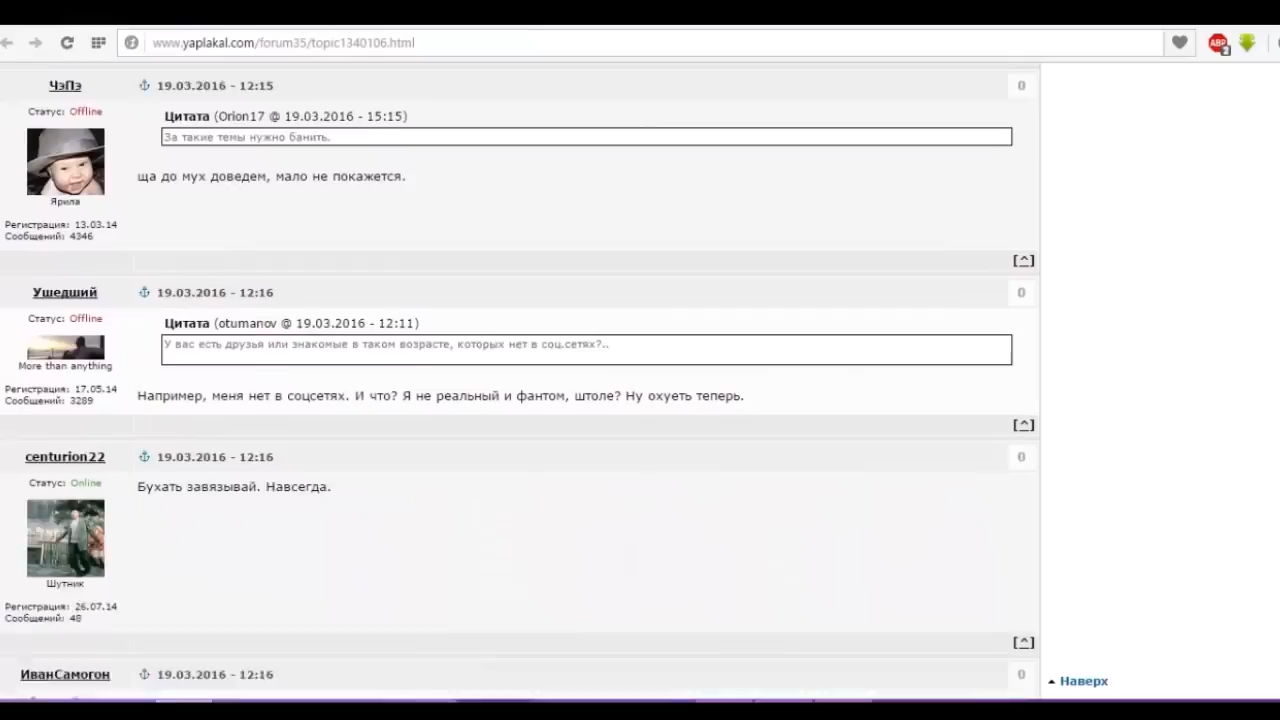 www.yaplakal.com/forum35/topic1340106.html
ABP
2
ЧэПэ
19.03.2016 - 12:15
0
Статус: Offline
Цитата (Orion17 @ 19.03.2016 - 15:15)
За такие темы нужно банить.
ща до мух доведем, мало не покажется.
Ярила
Регистрация: 13.03.14
Сообщений: 4346
[^]
Ушедший
19.03.2016 - 12:16
0
Статус: Offline
Цитата (otumanov @ 19.03.2016 - 12:11)
У вас есть друзья или знакомые в таком возрасте, которых нет в соц.сетях?..
More than anything
Регистрация: 17.05.14
Сообщений: 3289
Например, меня нет в соцсетях. И что? Я не реальный и фантом, штоле? Ну охуеть теперь.
[^]
centurion22
19.03.2016 - 12:16
0
Статус: Online
Бухать завязывай. Навсегда.
Шутник
Регистрация: 26.07.14
Сообщений: 48
[^]
ИванСамогон
19.03.2016 - 12:16
0
Наверх